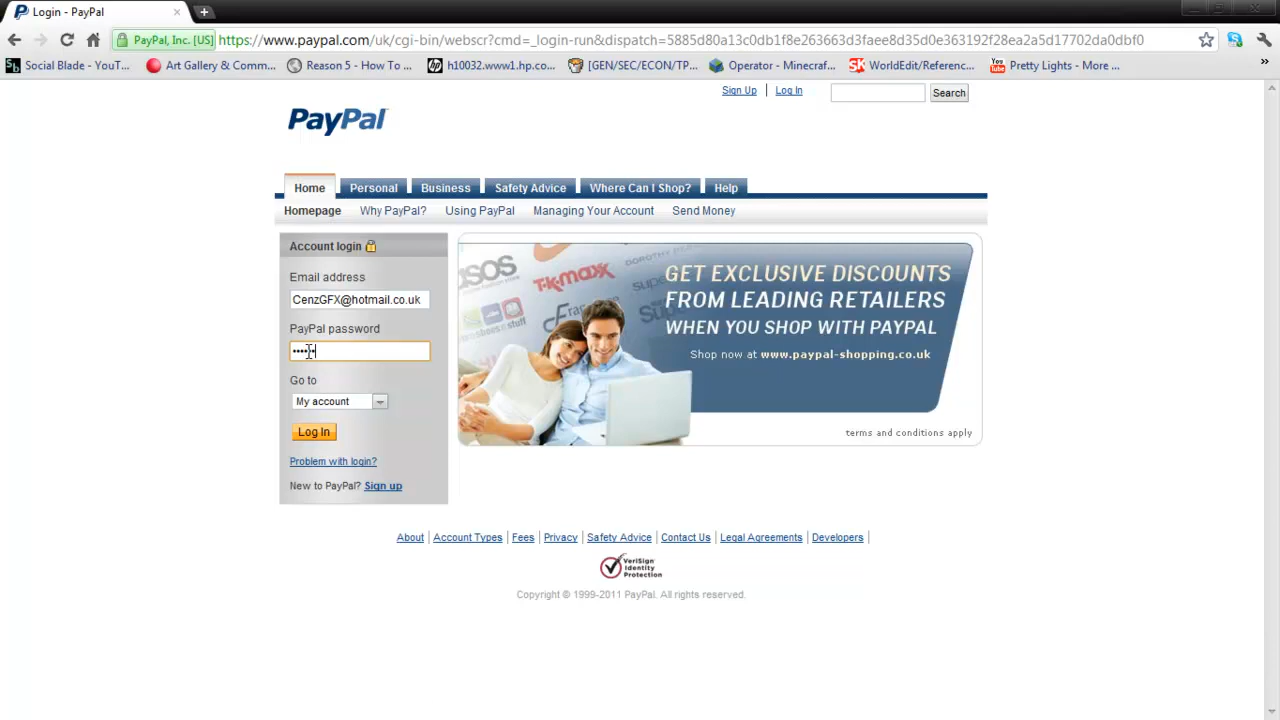 Login - PayPal
PayPal, Inc. [US] https://www.paypal.com/uk/cgi-bin/webscr?cmd=_login-run&dispatch=5885d80a13c0db1f8e263663d3faee8d35d0e363192f28ea2a5d17702da0dbf0
Social Blade - YouT... Art Gallery & Comm... Reason 5 - How To ... h10032.www1.hp.co... [GEN/SEC/ECON/TP... Operator - Minecraf... WorldEdit/Referenc... Pretty Lights - More ...
Sign Up Log In Search
PayPal
Home Personal Business Safety Advice Where Can I Shop? Help
Homepage Why PayPal? Using PayPal Managing Your Account Send Money
Account login
Email address
CenzGFX@hotmail.co.uk
PayPal password
Go to
My account
Log In
Problem with login?
New to PayPal? Sign up
asos
T·K·maxx
DOROTHY
GET EXCLUSIVE DISCOUNTS
FROM LEADING RETAILERS
WHEN YOU SHOP WITH PAYPAL
Shop now at www.paypal-shopping.co.uk
terms and conditions apply
About Account Types Fees Privacy Safety Advice Contact Us Legal Agreements Developers
VeriSign
Identity
Protection
Copyright © 1999-2011 PayPal. All rights reserved.